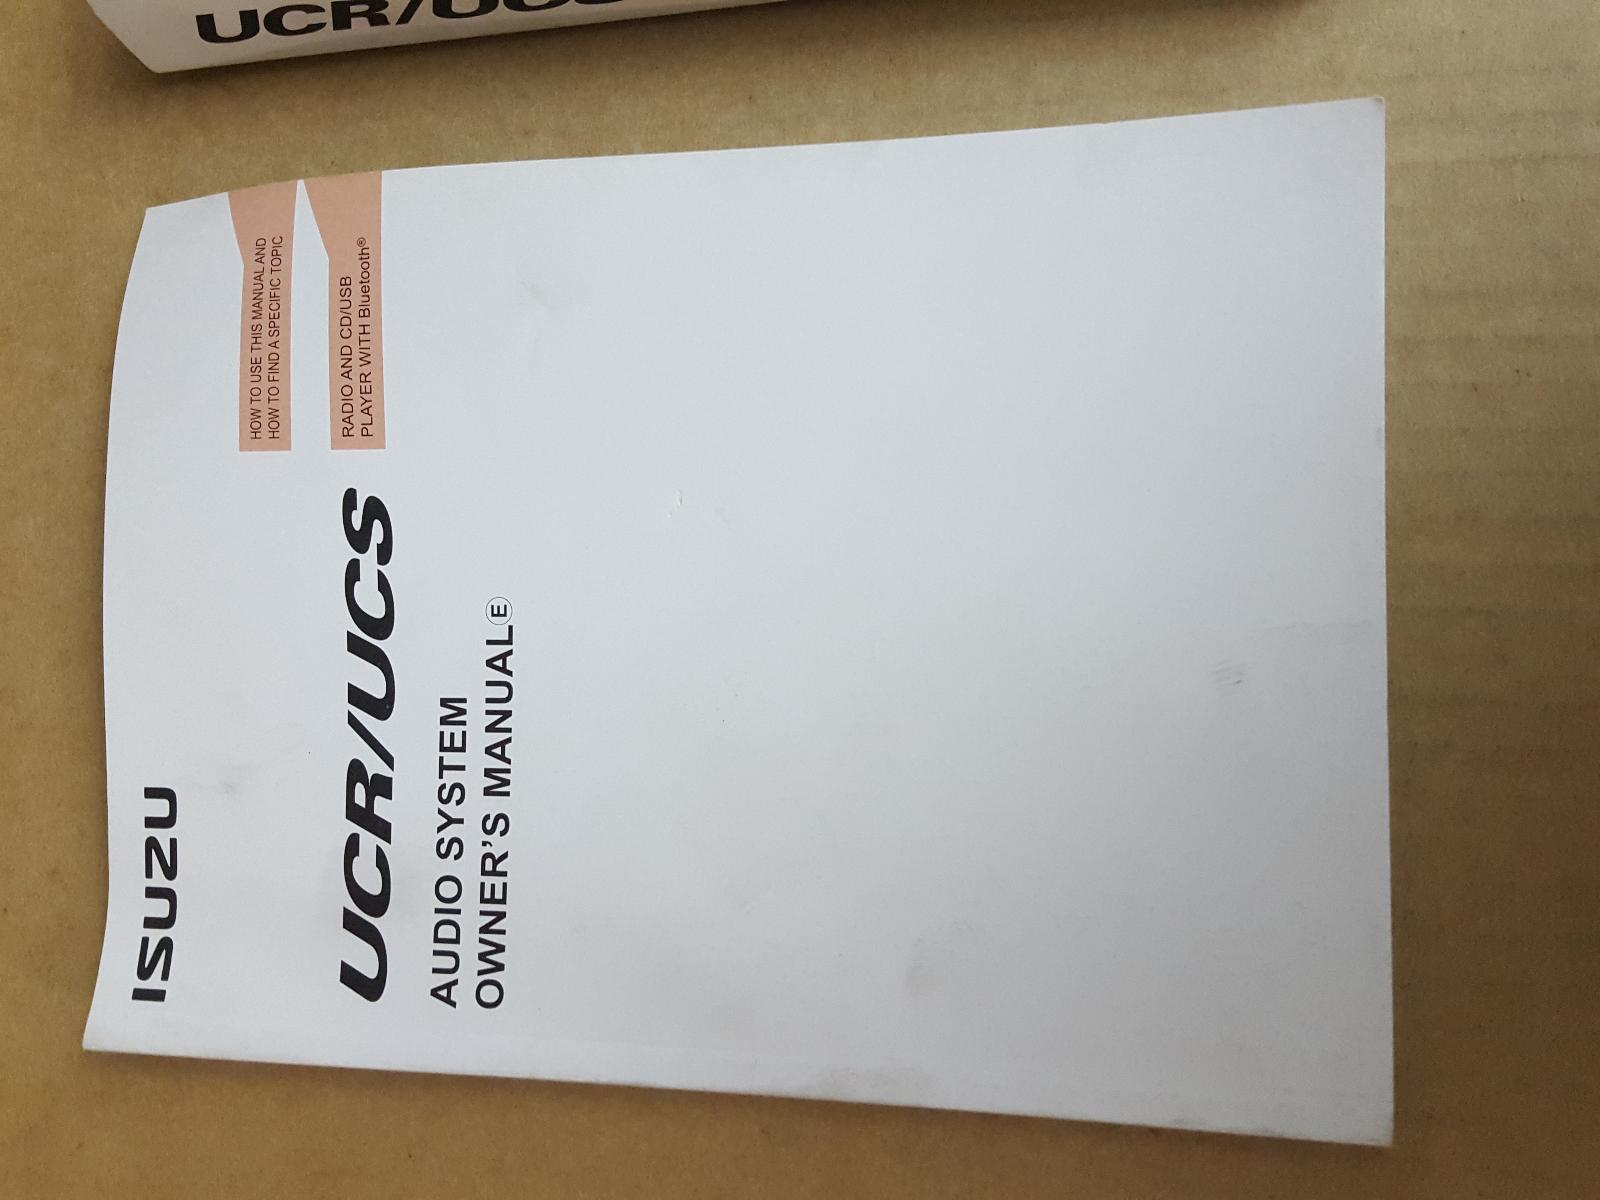 ISUZU
HOW TO USE THIS MANUAL AND
HOW TO FIND A SPECIFIC TOPIC
RADIO AND CD/USB
PLAYER WITH Bluetooth®
UCR/UCS
AUDIO SYSTEM
OWNER'S MANUALⒺ
UCR/UCS